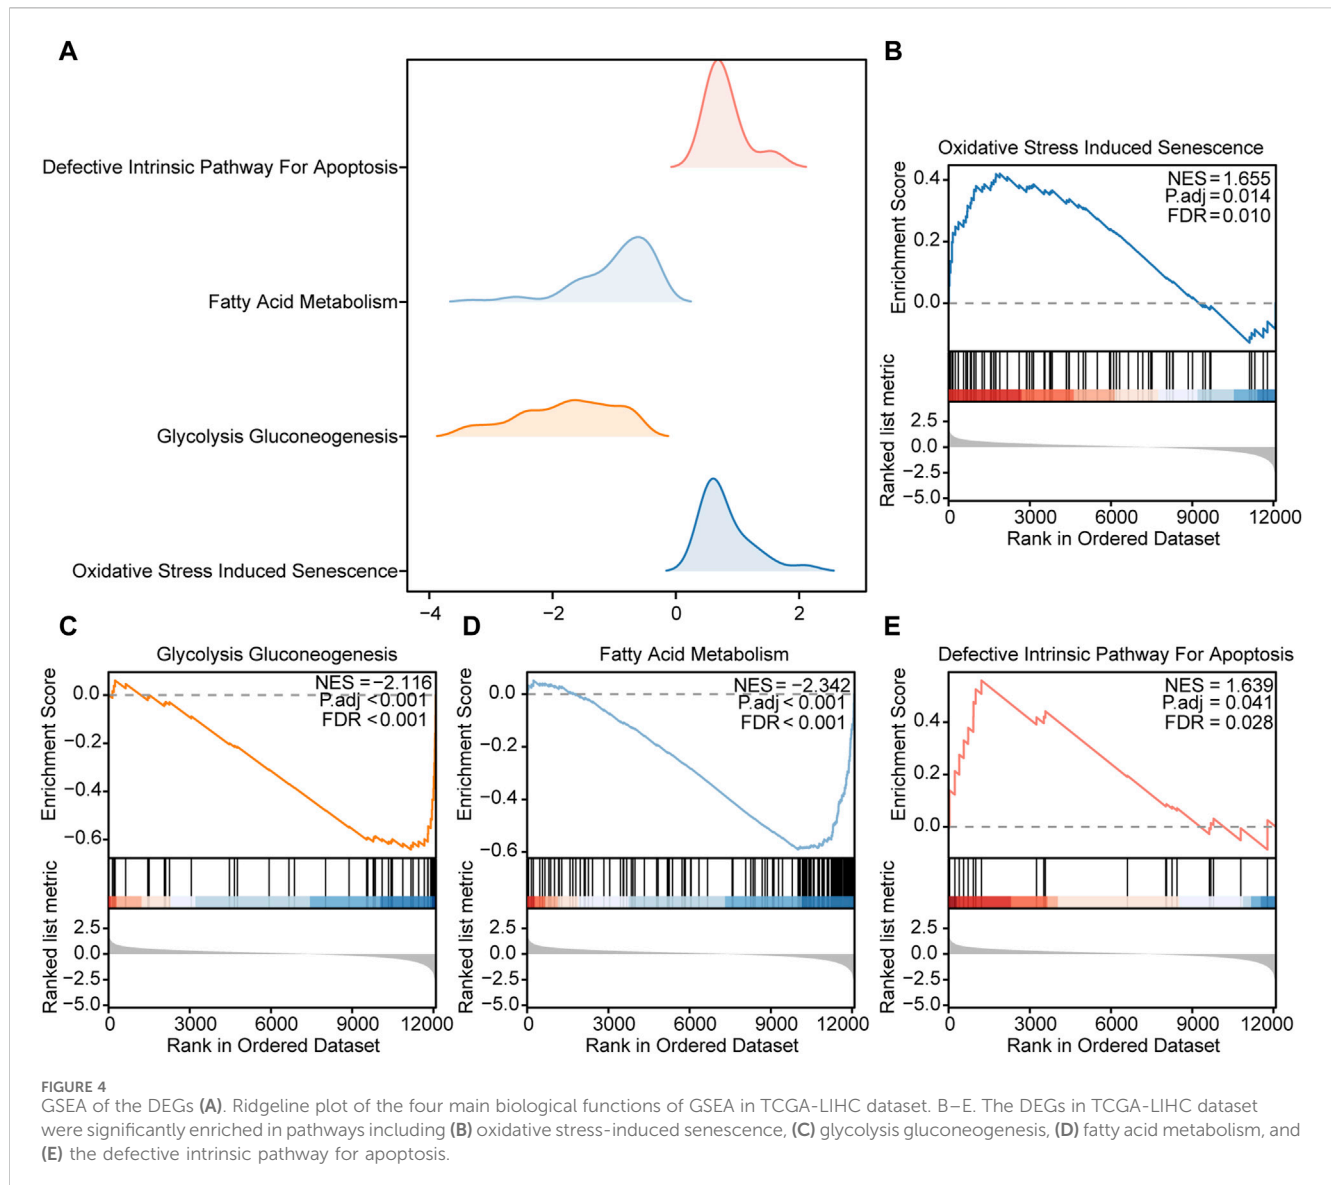 A
Defective Intrinsic Pathway For Apoptosis
Fatty Acid Metabolism
Glycolysis Gluconeogenesis
Oxidative Stress Induced Senescence
−4
−2
0
2
B
Oxidative Stress Induced Senescence
NES = 1.655
P.adj = 0.014
FDR = 0.010
Enrichment Score
0.4
0.2
0.0
Ranked list metric
2.5
0.0
−2.5
−5.0
0
3000
6000
9000
12000
Rank in Ordered Dataset
C
Glycolysis Gluconeogenesis
NES = −2.116
P.adj < 0.001
FDR < 0.001
Enrichment Score
0.0
−0.2
−0.4
−0.6
Ranked list metric
2.5
0.0
−2.5
−5.0
0
3000
6000
9000
12000
Rank in Ordered Dataset
D
Fatty Acid Metabolism
NES = −2.342
P.adj < 0.001
FDR < 0.001
Enrichment Score
0.0
−0.2
−0.4
−0.6
Ranked list metric
2.5
0.0
−2.5
−5.0
0
3000
6000
9000
12000
Rank in Ordered Dataset
E
Defective Intrinsic Pathway For Apoptosis
NES = 1.639
P.adj = 0.041
FDR = 0.028
Enrichment Score
0.4
0.2
0.0
Ranked list metric
2.5
0.0
−2.5
−5.0
0
3000
6000
9000
12000
Rank in Ordered Dataset
FIGURE 4
GSEA of the DEGs (A). Ridgeline plot of the four main biological functions of GSEA in TCGA-LIHC dataset. B–E. The DEGs in TCGA-LIHC dataset
were significantly enriched in pathways including (B) oxidative stress-induced senescence, (C) glycolysis gluconeogenesis, (D) fatty acid metabolism, and
(E) the defective intrinsic pathway for apoptosis.